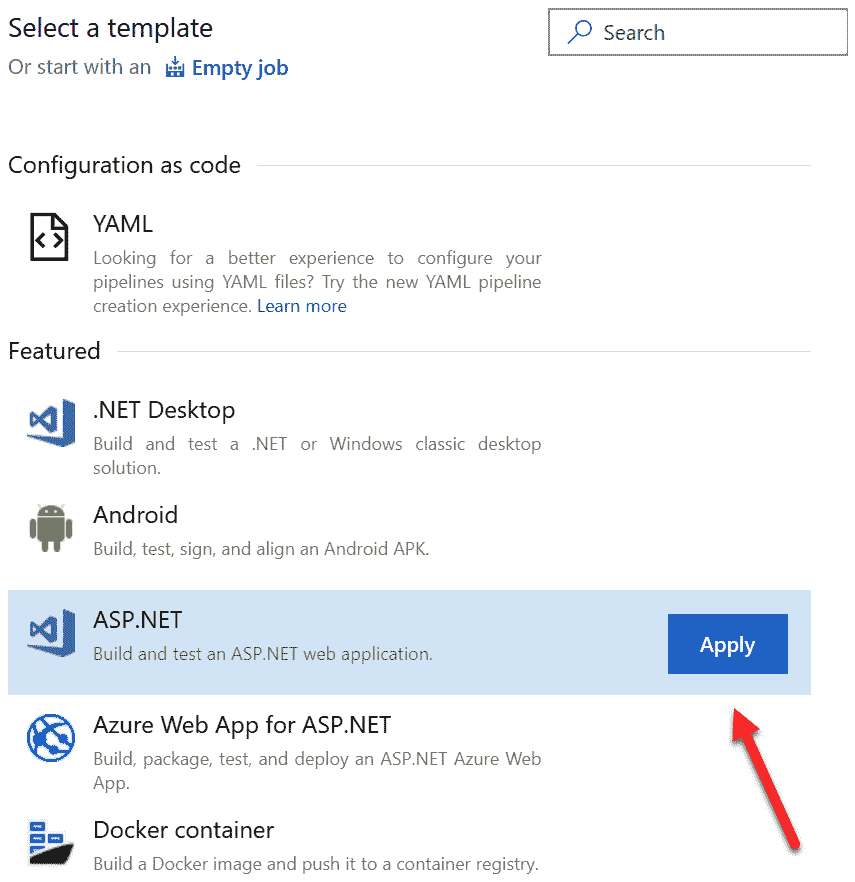 Select a template
Search
Or start with an Empty job
Configuration as code
YAML
Looking for a better experience to configure your
pipelines using YAML files? Try the new YAML pipeline
creation experience. Learn more
Featured
.NET Desktop
Build and test a .NET or Windows classic desktop
solution.
Android
Build, test, sign, and align an Android APK.
ASP.NET
Build and test an ASP.NET web application.
Apply
Azure Web App for ASP.NET
Build, package, test, and deploy an ASP.NET Azure Web
App.
Docker container
Build a Docker image and push it to a container registry.